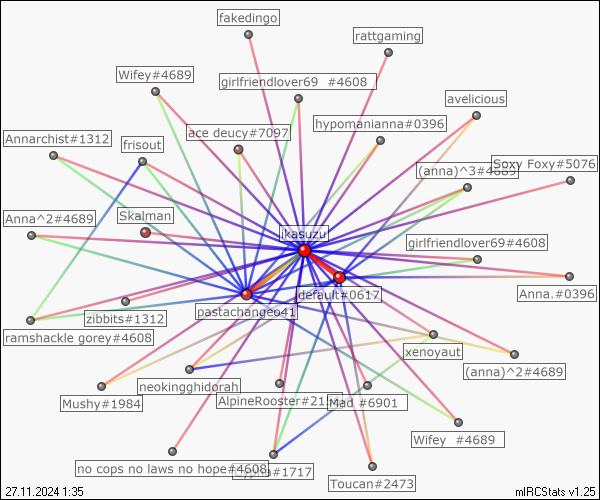 fakedingo
rattgaming
Wifey#4689
girlfriendlover69 #4608
avelicious
Annarchist#1312
frisout
ace deucy#7097
hypomanianna#0396
(anna)^3#4689
Soxy Foxy#5076
Anna^2#4689
Skalman
ikasuzu
girlfriendlover69#4608
Anna.#0396
default#0617
pastachangeo41
zibbits#1312
ramshackle gorey#4608
xenoyaut
(anna)^2#4689
neokingghidorah
Mushy#1984
AlpineRooster#21
Mad #6901
Wifey #4689
no cops no laws no hope#4608
#1717
Toucan#2473
27.11.2024 1:35
mIRCStats v1.25